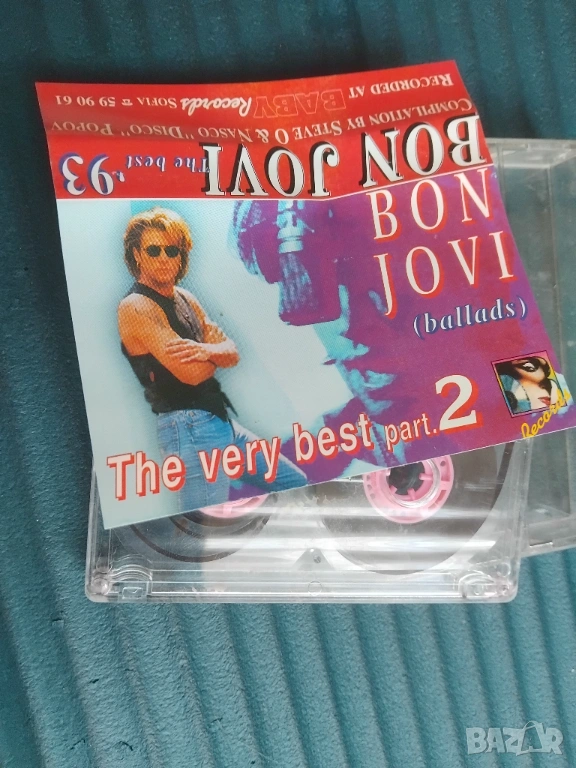 RECORDED AT BABY Records SOFIA ☎ 59 90 61
COMPILATION BY STEVE O & NASCO "DISCO" POPOV
BON JOVI The best '93
BON
JOVI
(ballads)
The very best part.2
Records
BAZAR